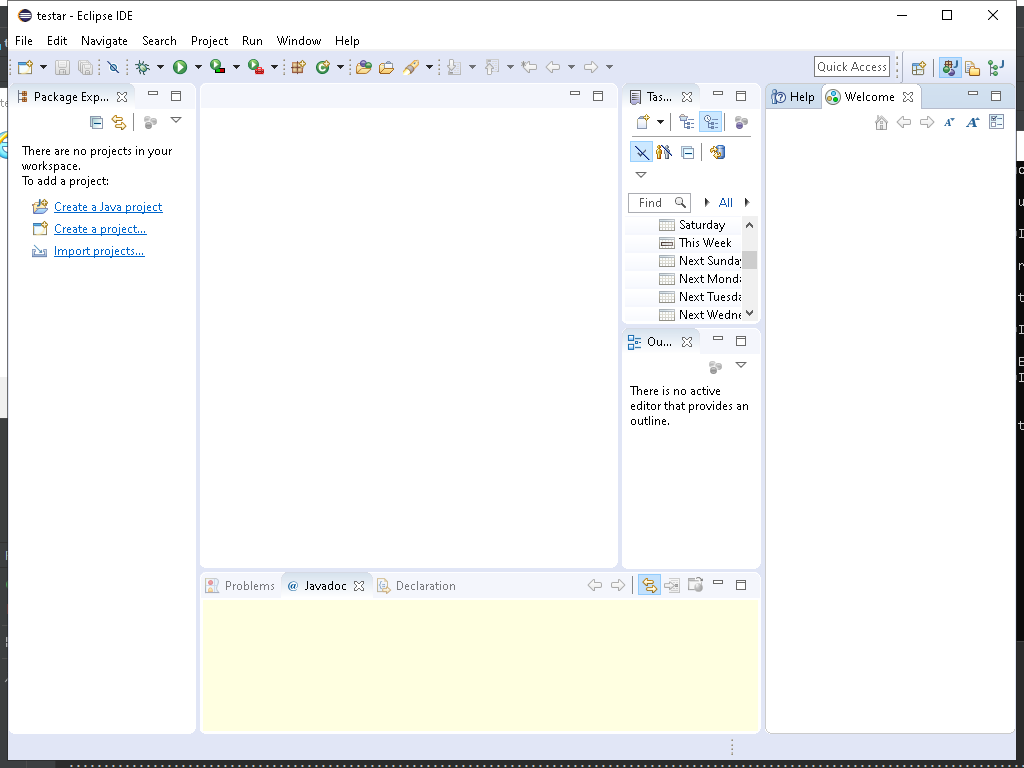 testar - Eclipse IDE
File Edit Navigate Search Project Run Window Help
Quick Access
Package Exp...
There are no projects in your
workspace.
To add a project:
Create a Java project
Create a project...
Import projects...
Tas...
Find
All
Saturday
This Week
Next Sunday
Next Monda
Next Tuesda
Next Wedne
Ou...
There is no active
editor that provides an
outline.
Help
Welcome
Problems
@ Javadoc
Declaration